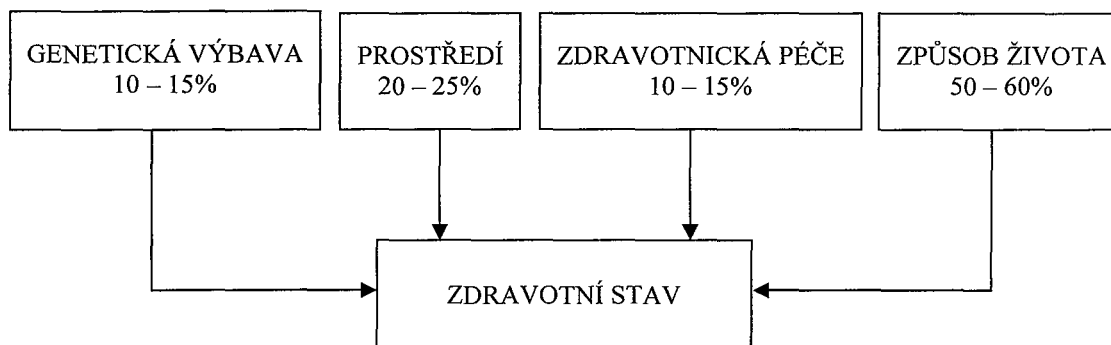 GENETICKÁ VÝBAVA
10 – 15%
PROSTŘEDÍ
20 – 25%
ZDRAVOTNICKÁ PÉČE
10 – 15%
ZPŮSOB ŽIVOTA
50 – 60%
ZDRAVOTNÍ STAV